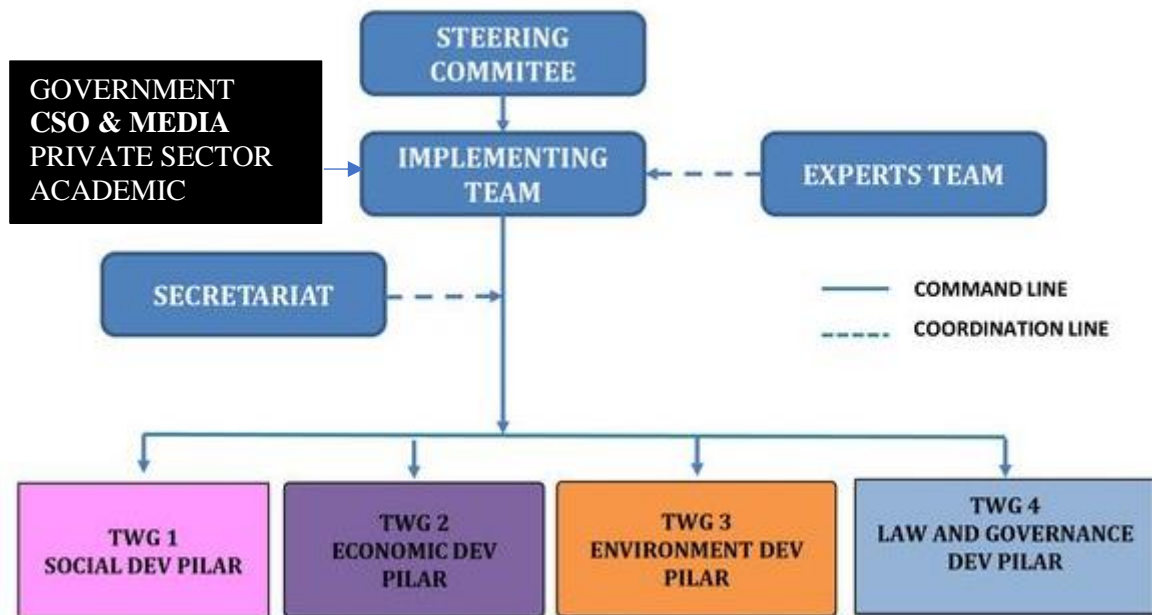 STEERING
COMMITEE
GOVERNMENT
CSO & MEDIA
PRIVATE SECTOR
ACADEMIC
IMPLEMENTING
TEAM
EXPERTS TEAM
SECRETARIAT
COMMAND LINE
COORDINATION LINE
TWG 1
SOCIAL DEV PILAR
TWG 2
ECONOMIC DEV
PILAR
TWG 3
ENVIRONMENT DEV
PILAR
TWG 4
LAW AND GOVERNANCE
DEV PILAR